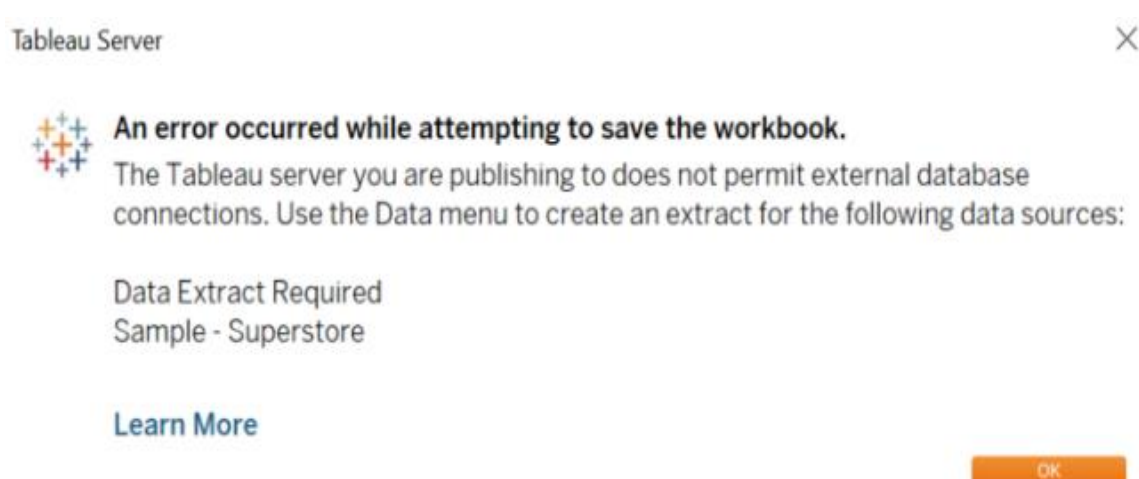 Tableau Server
An error occurred while attempting to save the workbook.
The Tableau server you are publishing to does not permit external database
connections. Use the Data menu to create an extract for the following data sources:
Data Extract Required
Sample - Superstore
Learn More
OK